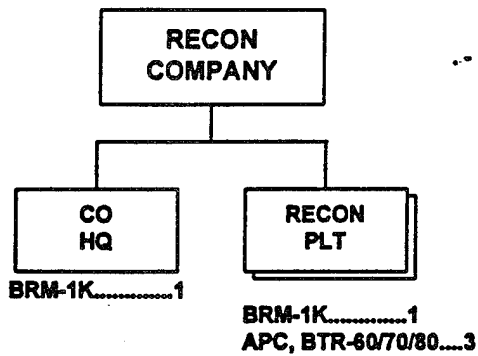 RECON
COMPANY
CO
HQ
BRM-1K.............1
RECON
PLT
BRM-1K.............1
APC, BTR-60/70/80....3